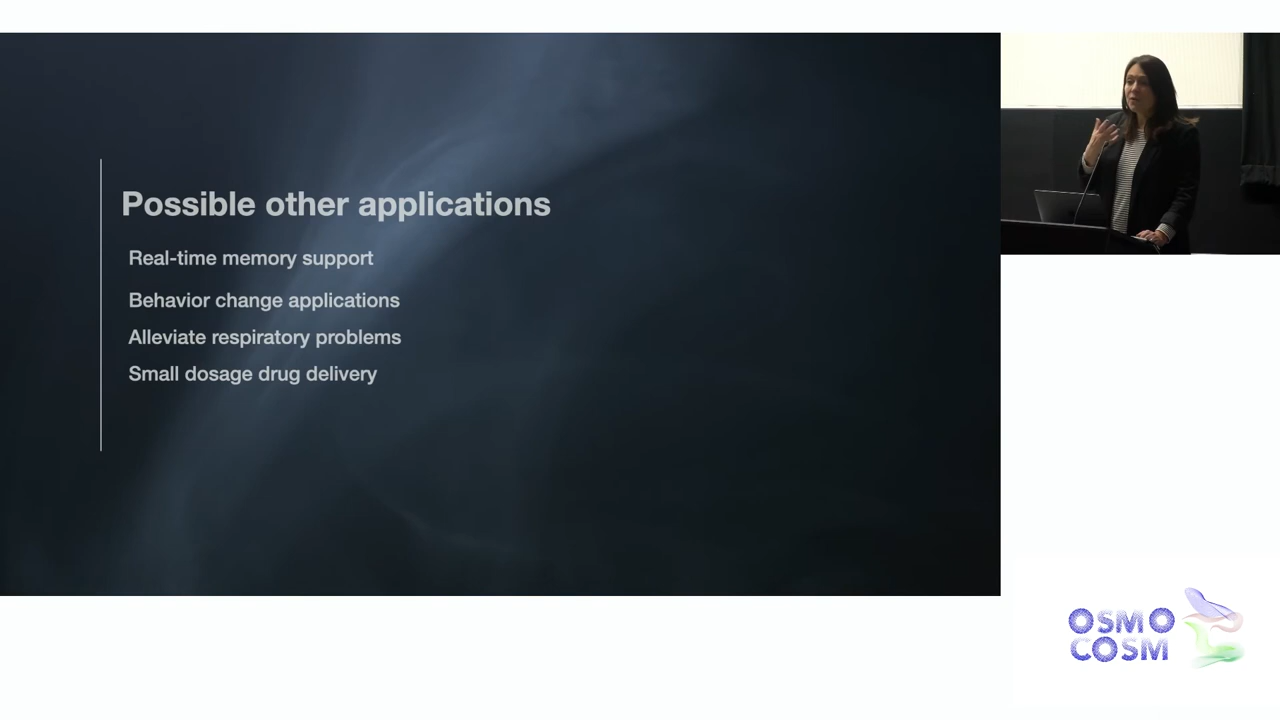 Possible other applications
Real-time memory support
Behavior change applications
Alleviate respiratory problems
Small dosage drug delivery
OSMO
COSM